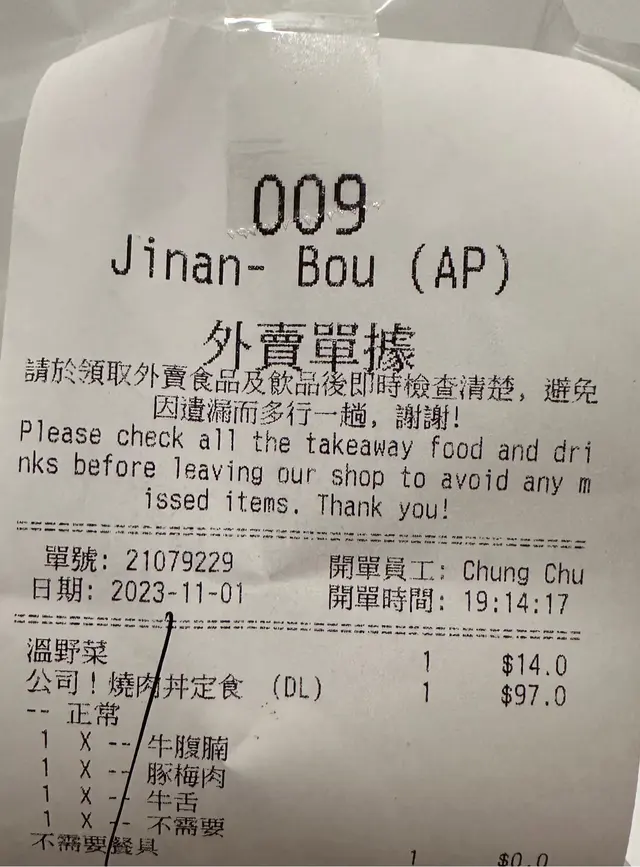 009
Jinan- Bou (AP)
外賣單據
請於領取外賣食品及飲品後即時檢查清楚，避免
因遺漏而多行一趟，謝謝!
Please check all the takeaway food and dri
nks before leaving our shop to avoid any m
issed items. Thank you!
單號: 21079229 開單員工: Chung Chu
日期: 2023-11-01 開單時間: 19:14:17
溫野菜 1 $14.0
公司！燒肉丼定食 (DL) 1 $97.0
-- 正常
1 X -- 牛腹腩
1 X -- 豚梅肉
1 X -- 牛舌
1 X -- 不需要
不需要餐具 1 $0.0